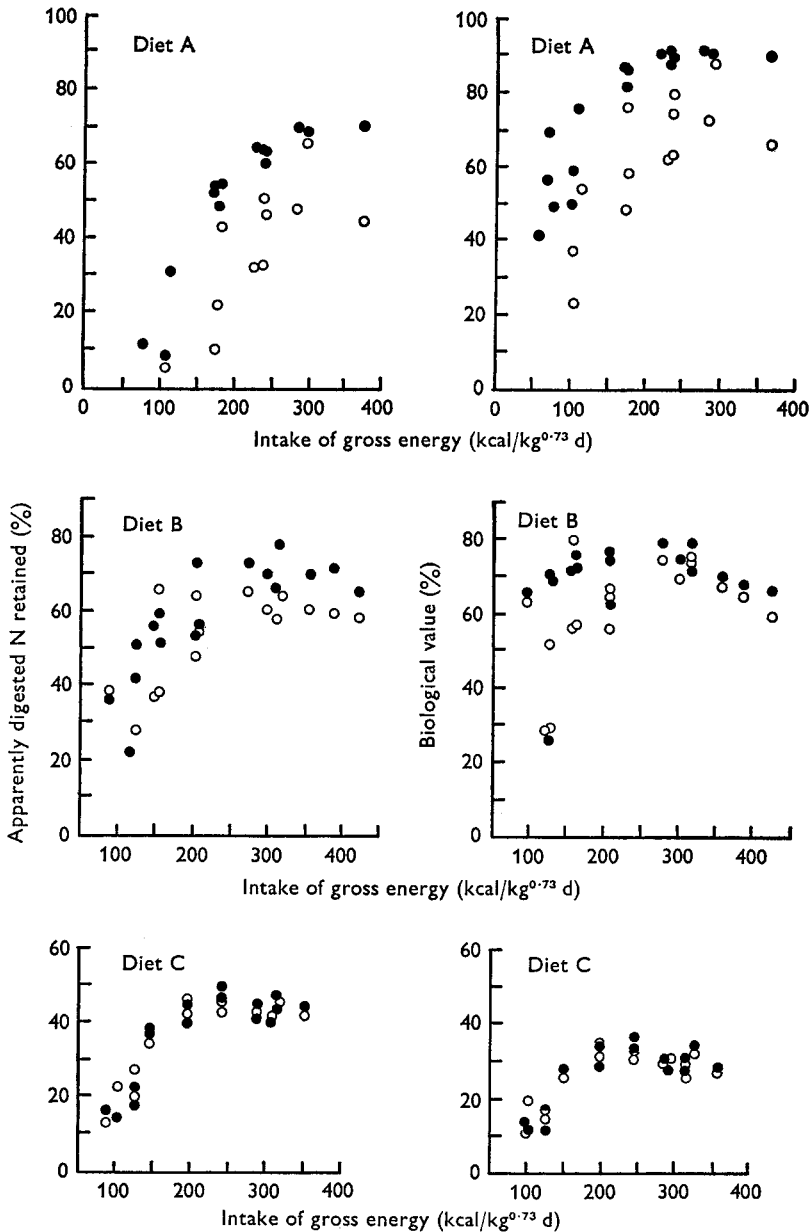 100
80
60
40
20
0
Diet A
0 100 200 300 400
100
80
60
40
20
0
Diet A
0 100 200 300 400
Intake of gross energy (kcal/kg⁰·⁷³ d)
Apparently digested N retained (%)
80
60
40
20
0
Diet B
100 200 300 400
Biological value (%)
80
60
40
20
0
Diet B
100 200 300 400
Intake of gross energy (kcal/kg⁰·⁷³ d)
60
40
20
0
Diet C
100 200 300 400
60
40
20
0
Diet C
100 200 300 400
Intake of gross energy (kcal/kg⁰·⁷³ d)